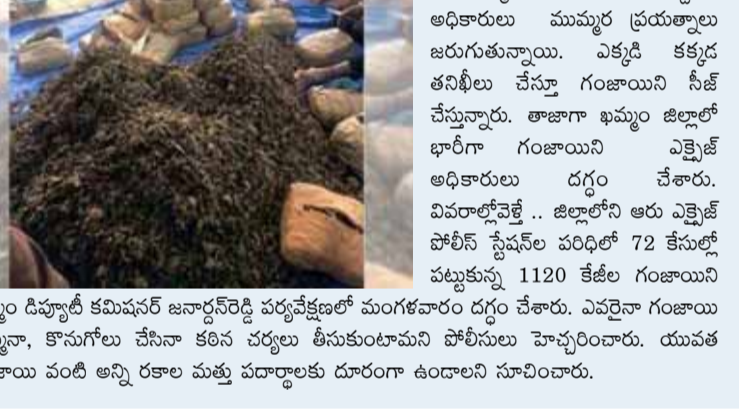 అధికారులు ముమ్మర ప్రయత్నాలు
జరుగుతున్నాయి. ఎక్కడి కక్కడ
తనిఖీలు చేస్తూ గంజాయిని సీజ్
చేస్తున్నారు. తాజాగా ఖమ్మం జిల్లాలో
భారీగా గంజాయిని ఎక్సైజ్
అధికారులు దగ్ధం చేశారు.
వివరాల్లోవెళ్తే .. జిల్లాలోని ఆరు ఎక్సైజ్
పోలీస్ స్టేషన్‌ల పరిధిలో 72 కేసుల్లో
పట్టుకున్న 1120 కేజీల గంజాయిని
డిప్యూటీ కమిషనర్ జనార్దన్‌రెడ్డి పర్యవేక్షణలో మంగళవారం దగ్ధం చేశారు. ఎవరైనా గంజాయి
కొనుగోలు చేసినా కఠిన చర్యలు తీసుకుంటామని పోలీసులు హెచ్చరించారు. యువత
వంటి అన్ని రకాల మత్తు పదార్థాలకు దూరంగా ఉండాలని సూచించారు.